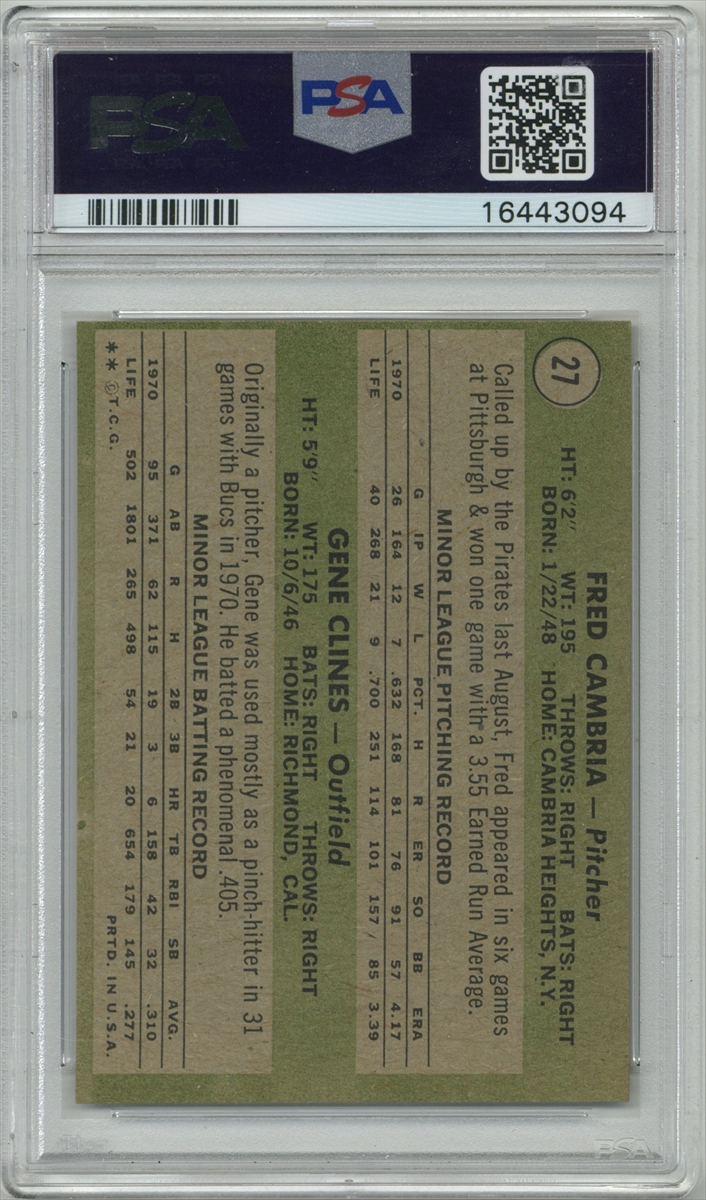 PSA
PSA
16443094
27
FRED CAMBRIA — Pitcher
HT: 6'2" WT: 195 THROWS: RIGHT BATS: RIGHT
BORN: 1/22/48 HOME: CAMBRIA HEIGHTS, N.Y.
Called up by the Pirates last August, Fred appeared in six games
at Pittsburgh & won one game with a 3.55 Earned Run Average.
MINOR LEAGUE PITCHING RECORD
G IP W L PCT. H R ER SO BB ERA
1970 26 164 12 7 .632 168 81 76 91 57 4.17
LIFE 40 268 21 9 .700 251 114 101 157 85 3.39
GENE CLINES — Outfield
HT: 5'9" WT: 175 BATS: RIGHT THROWS: RIGHT
BORN: 10/6/46 HOME: RICHMOND, CAL.
Originally a pitcher, Gene was used mostly as a pinch-hitter in 31
games with Bucs in 1970. He batted a phenomenal .405.
MINOR LEAGUE BATTING RECORD
G AB R H 2B 3B HR TB RBI SB AVG.
1970 95 371 62 115 19 3 6 158 42 32 .310
LIFE 502 1801 265 498 54 21 20 654 179 145 .277
** ©T.C.G. PRTD. IN U.S.A.
PSA